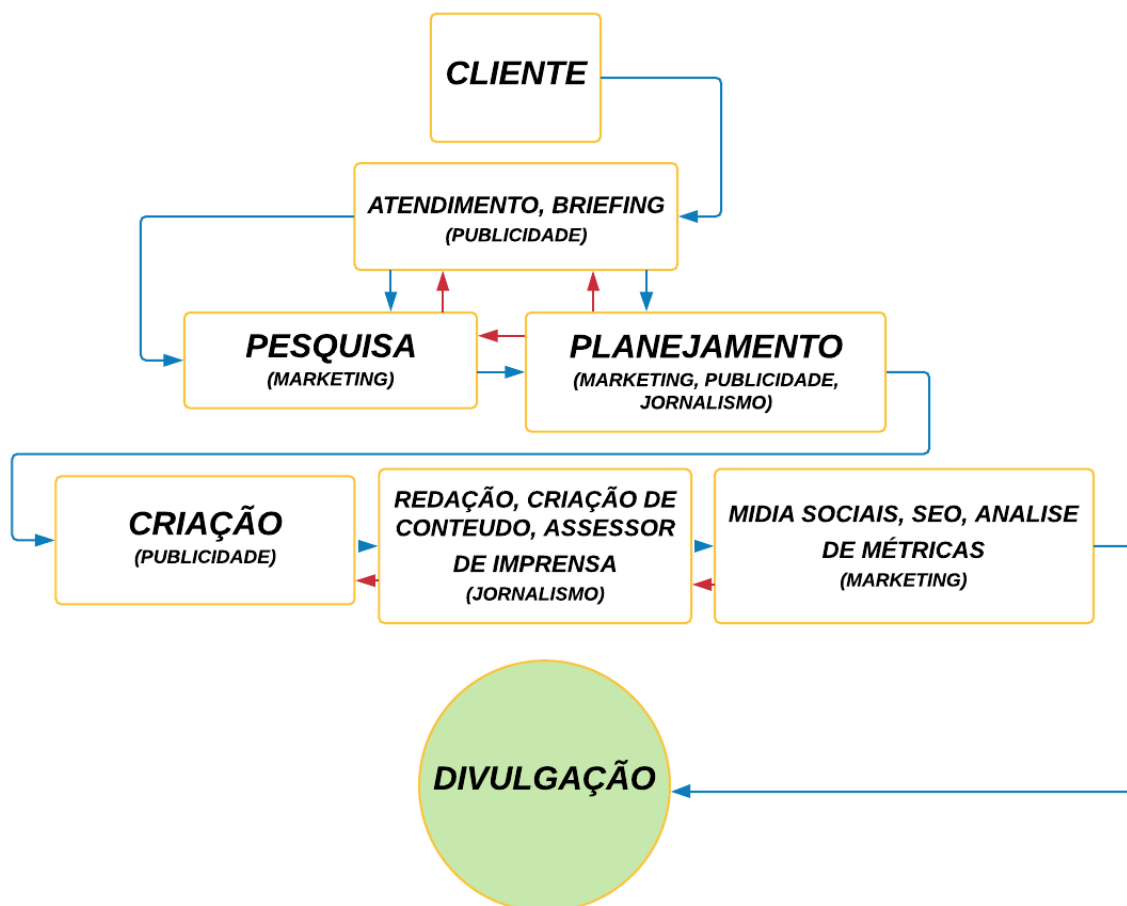 CLIENTE
ATENDIMENTO, BRIEFING
(PUBLICIDADE)
PESQUISA
(MARKETING)
PLANEJAMENTO
(MARKETING, PUBLICIDADE,
JORNALISMO)
CRIAÇÃO
(PUBLICIDADE)
REDAÇÃO, CRIAÇÃO DE
CONTEUDO, ASSESSOR
DE IMPRENSA
(JORNALISMO)
MIDIA SOCIAIS, SEO, ANALISE
DE MÉTRICAS
(MARKETING)
DIVULGAÇÃO